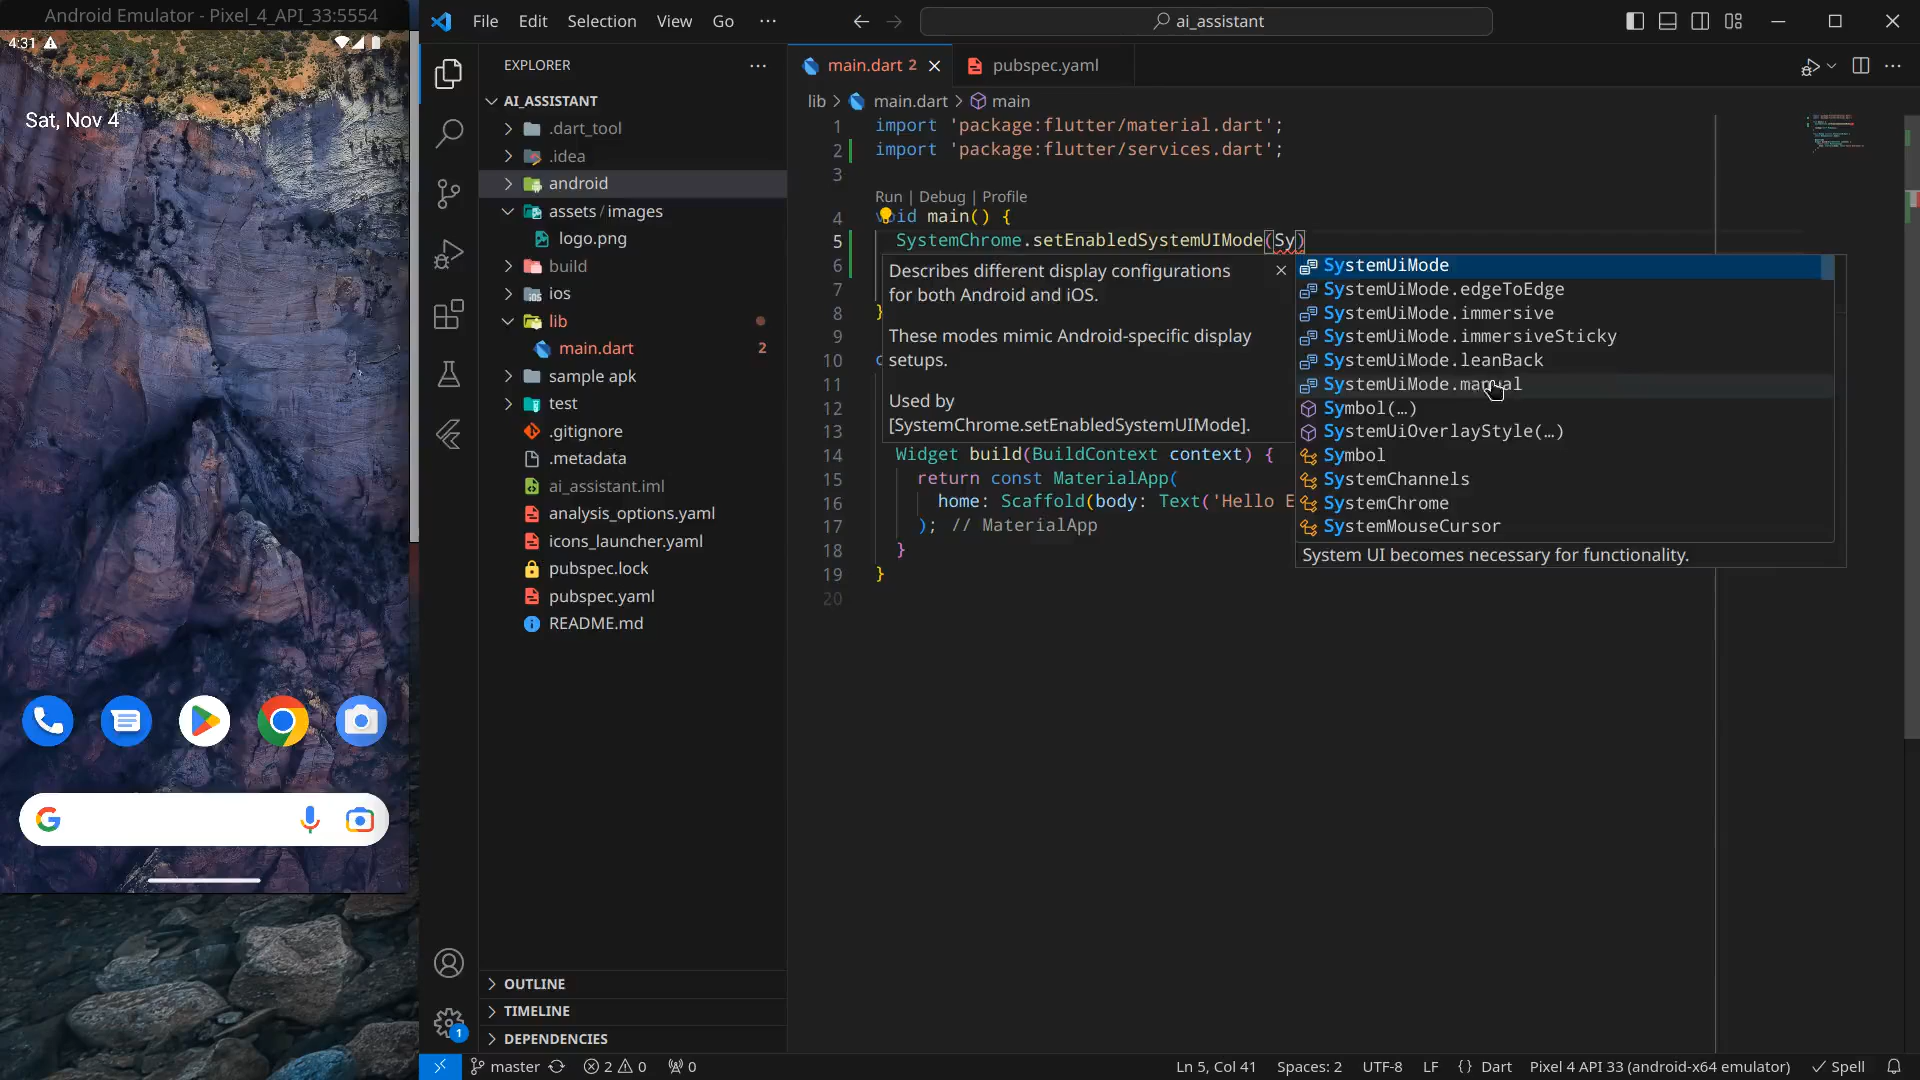 Android Emulator - Pixel_4_API_33:5554
4:31
Sat, Nov 4
File Edit Selection View Go ···
ai_assistant
EXPLORER
AI_ASSISTANT
.dart_tool
.idea
android
assets / images
logo.png
build
ios
lib
main.dart 2
sample apk
test
.gitignore
.metadata
ai_assistant.iml
analysis_options.yaml
icons_launcher.yaml
pubspec.lock
pubspec.yaml
README.md
OUTLINE
TIMELINE
DEPENDENCIES
1
main.dart 2
pubspec.yaml
lib > main.dart > main
1 import 'package:flutter/material.dart';
2 import 'package:flutter/services.dart';
3
Run | Debug | Profile
4 void main() {
5 SystemChrome.setEnabledSystemUIMode(Sy)
6
7
8 }
9
10 c
11
12
13
14 Widget build(BuildContext context) {
15 return const MaterialApp(
16 home: Scaffold(body: Text('Hello E
17 ); // MaterialApp
18 }
19 }
20
Describes different display configurations
for both Android and iOS.
These modes mimic Android-specific display
setups.
Used by
[SystemChrome.setEnabledSystemUIMode].
SystemUiMode
SystemUiMode.edgeToEdge
SystemUiMode.immersive
SystemUiMode.immersiveSticky
SystemUiMode.leanBack
SystemUiMode.manual
Symbol(…)
SystemUiOverlayStyle(…)
Symbol
SystemChannels
SystemChrome
SystemMouseCursor
System UI becomes necessary for functionality.
master 2 0 0 Ln 5, Col 41 Spaces: 2 UTF-8 LF {} Dart Pixel 4 API 33 (android-x64 emulator) Spell